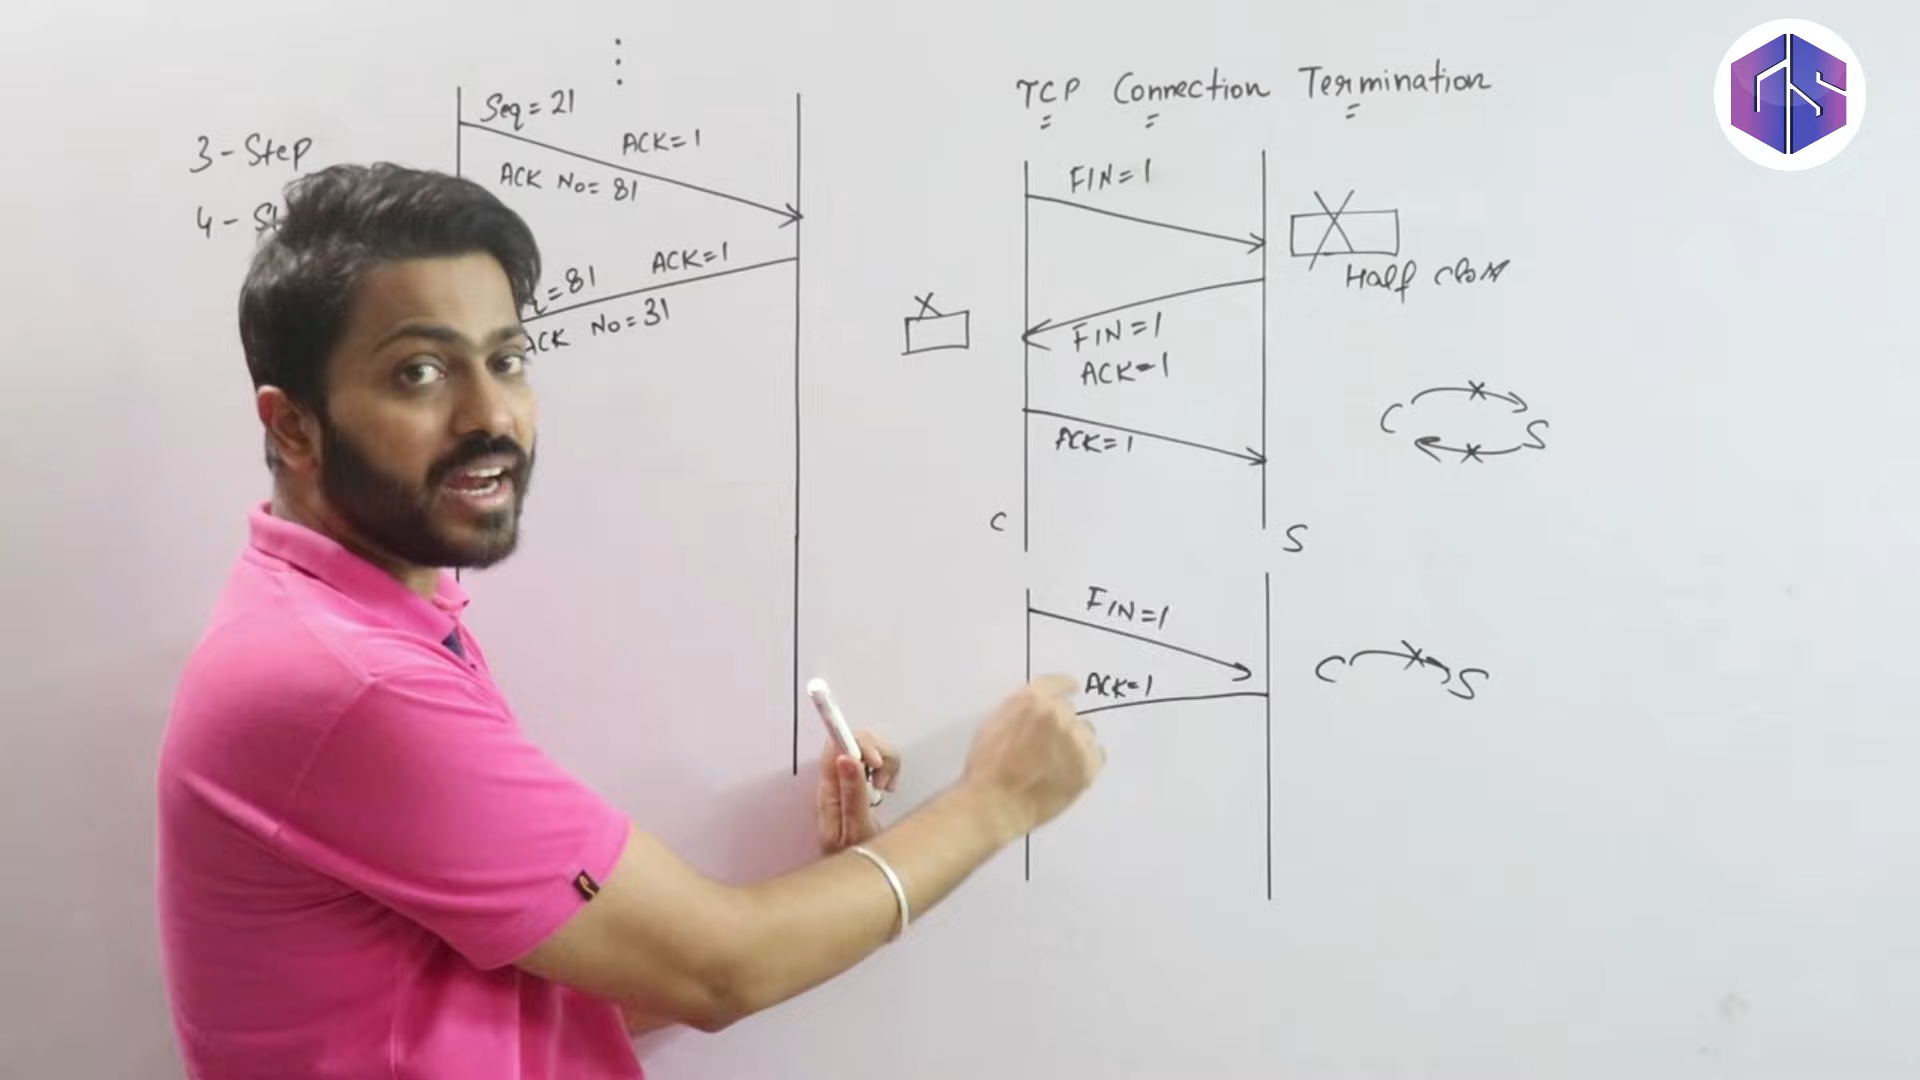 Seq = 21
ACK = 1
ACK No = 81
3 - Step
4 - St
= 81
ACK = 1
ACK No = 31
TCP Connection Termination
FIN = 1
Half close
FIN = 1
ACK = 1
ACK = 1
C S
C S
FIN = 1
ACK = 1
C S